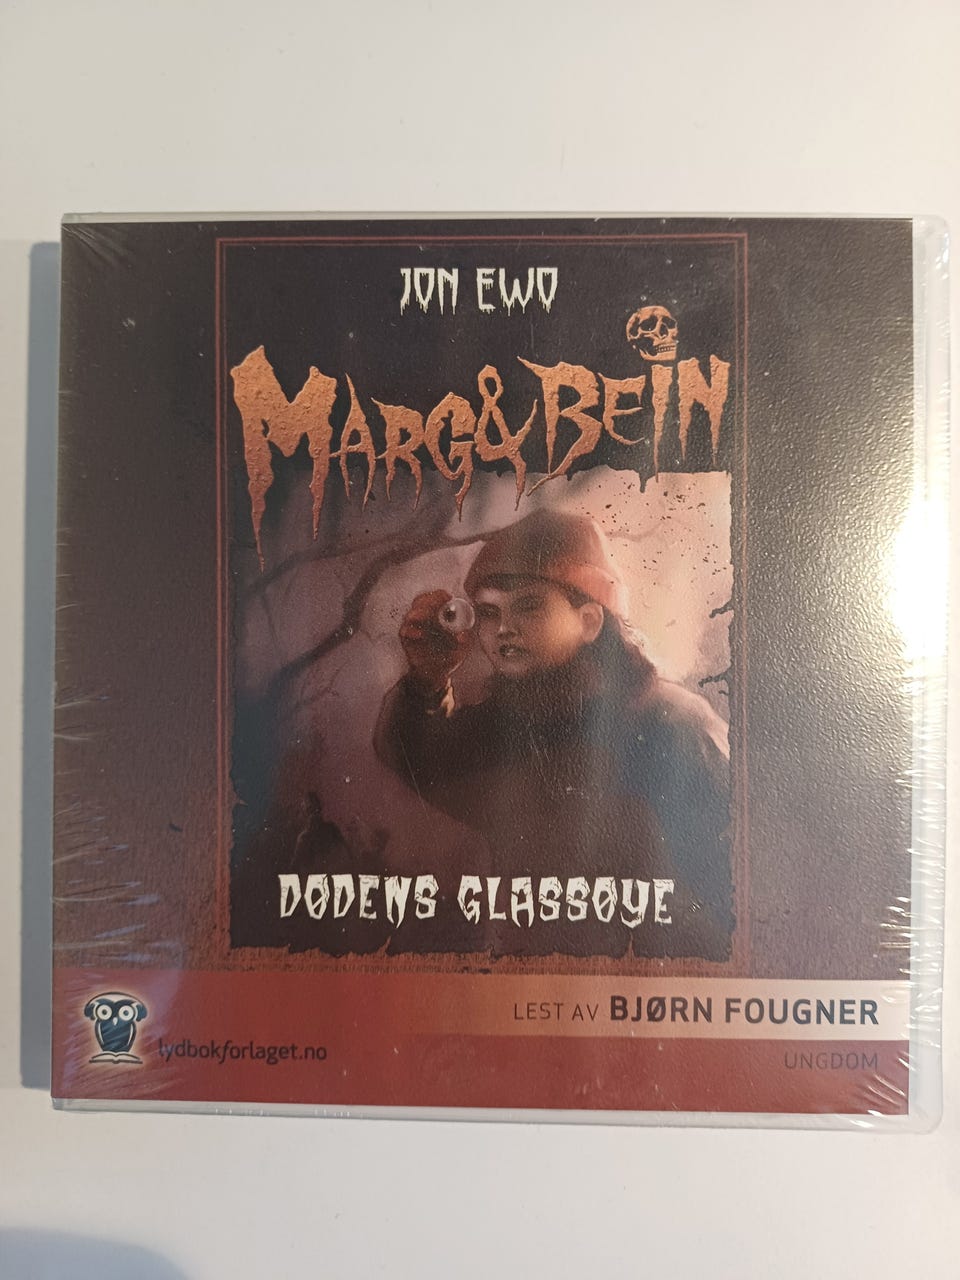 JON EWO
MARG & BEIN
DØDENS GLASSØYE
LEST AV BJØRN FOUGNER
lydbokforlaget.no
UNGDOM